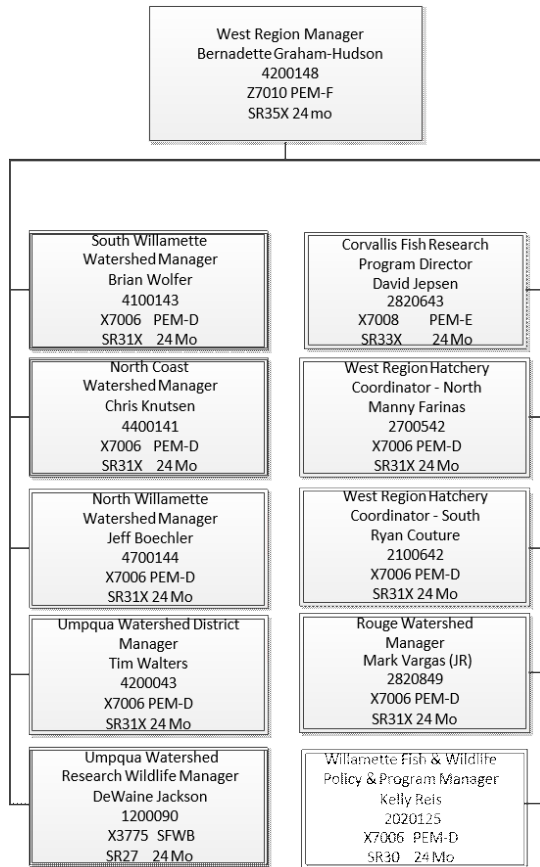 West Region Manager
Bernadette Graham-Hudson
4200148
Z7010 PEM-F
SR35X 24 mo
South Willamette
Watershed Manager
Brian Wolfer
4100143
X7006 PEM-D
SR31X 24 Mo
Corvallis Fish Research
Program Director
David Jepsen
2820643
X7008 PEM-E
SR33X 24 Mo
North Coast
Watershed Manager
Chris Knutsen
4400141
X7006 PEM-D
SR31X 24 Mo
West Region Hatchery
Coordinator - North
Manny Farinas
2700542
X7006 PEM-D
SR31X 24 Mo
North Willamette
Watershed Manager
Jeff Boechler
4700144
X7006 PEM-D
SR31X 24 Mo
West Region Hatchery
Coordinator - South
Ryan Couture
2100642
X7006 PEM-D
SR31X 24 Mo
Umpqua Watershed District
Manager
Tim Walters
4200043
X7006 PEM-D
SR31X 24 Mo
Rouge Watershed
Manager
Mark Vargas (JR)
2820849
X7006 PEM-D
SR31X 24 Mo
Umpqua Watershed
Research Wildlife Manager
DeWaine Jackson
1200090
X3775 SFWB
SR27 24 Mo
Willamette Fish & Wildlife
Policy & Program Manager
Kelly Reis
2020125
X7006 PEM-D
SR30 24 Mo